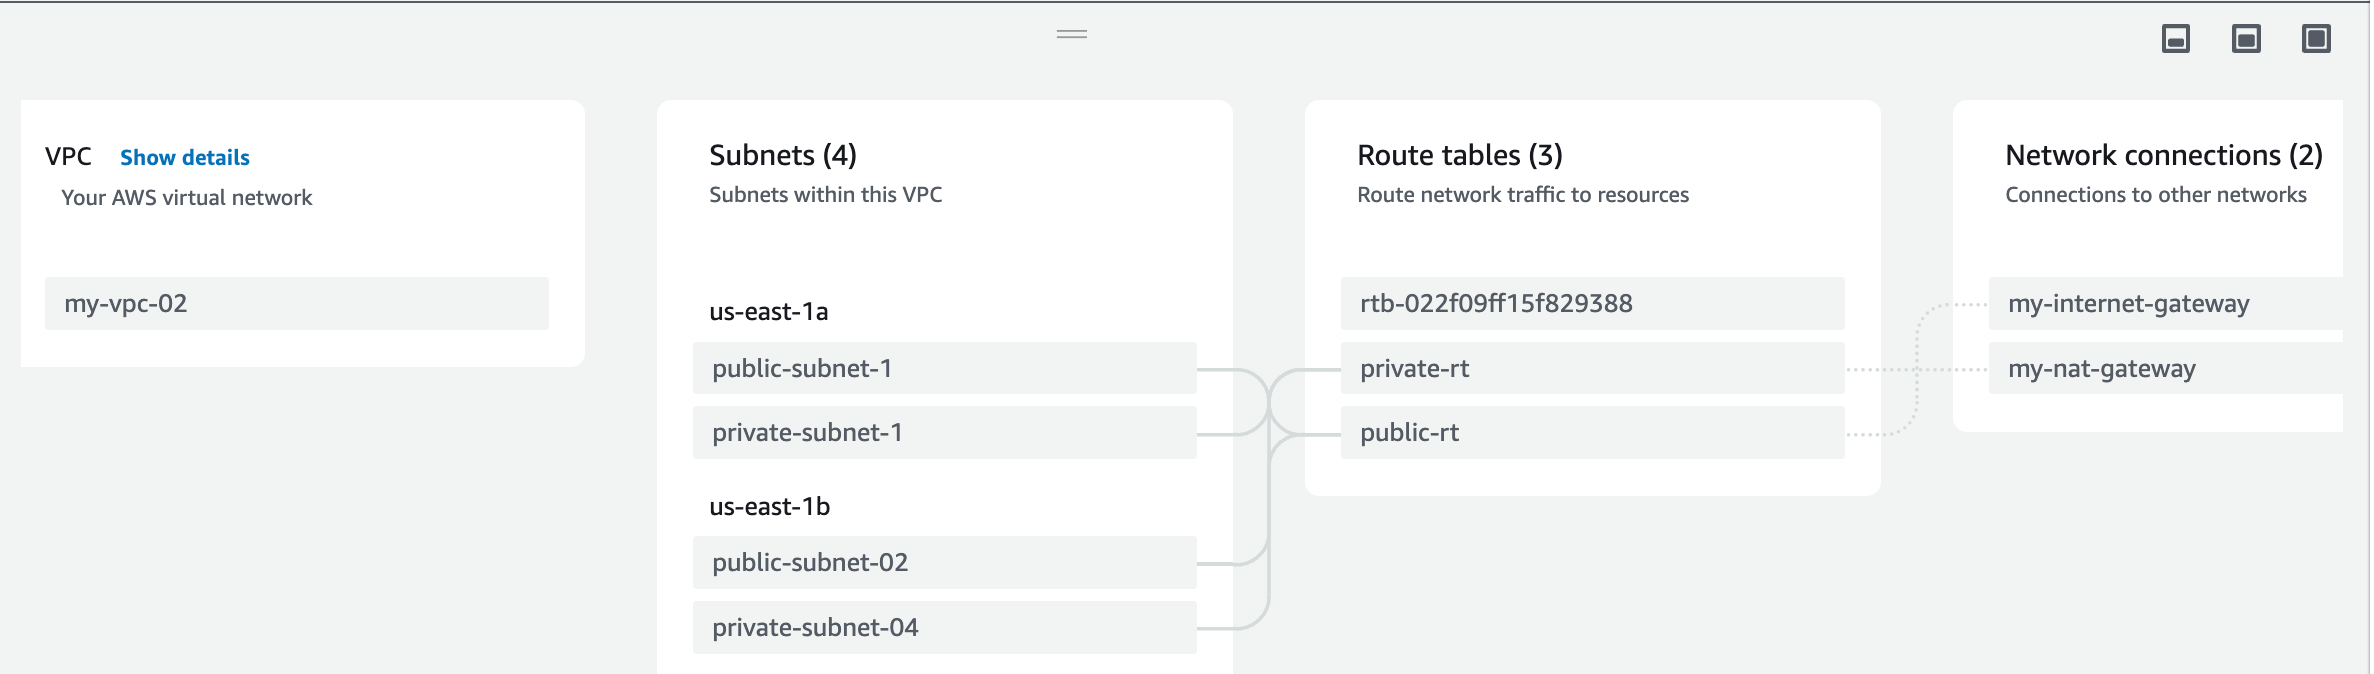 VPC Show details
Your AWS virtual network
my-vpc-02
Subnets (4)
Subnets within this VPC
us-east-1a
public-subnet-1
private-subnet-1
us-east-1b
public-subnet-02
private-subnet-04
Route tables (3)
Route network traffic to resources
rtb-022f09ff15f829388
private-rt
public-rt
Network connections (2)
Connections to other networks
my-internet-gateway
my-nat-gateway